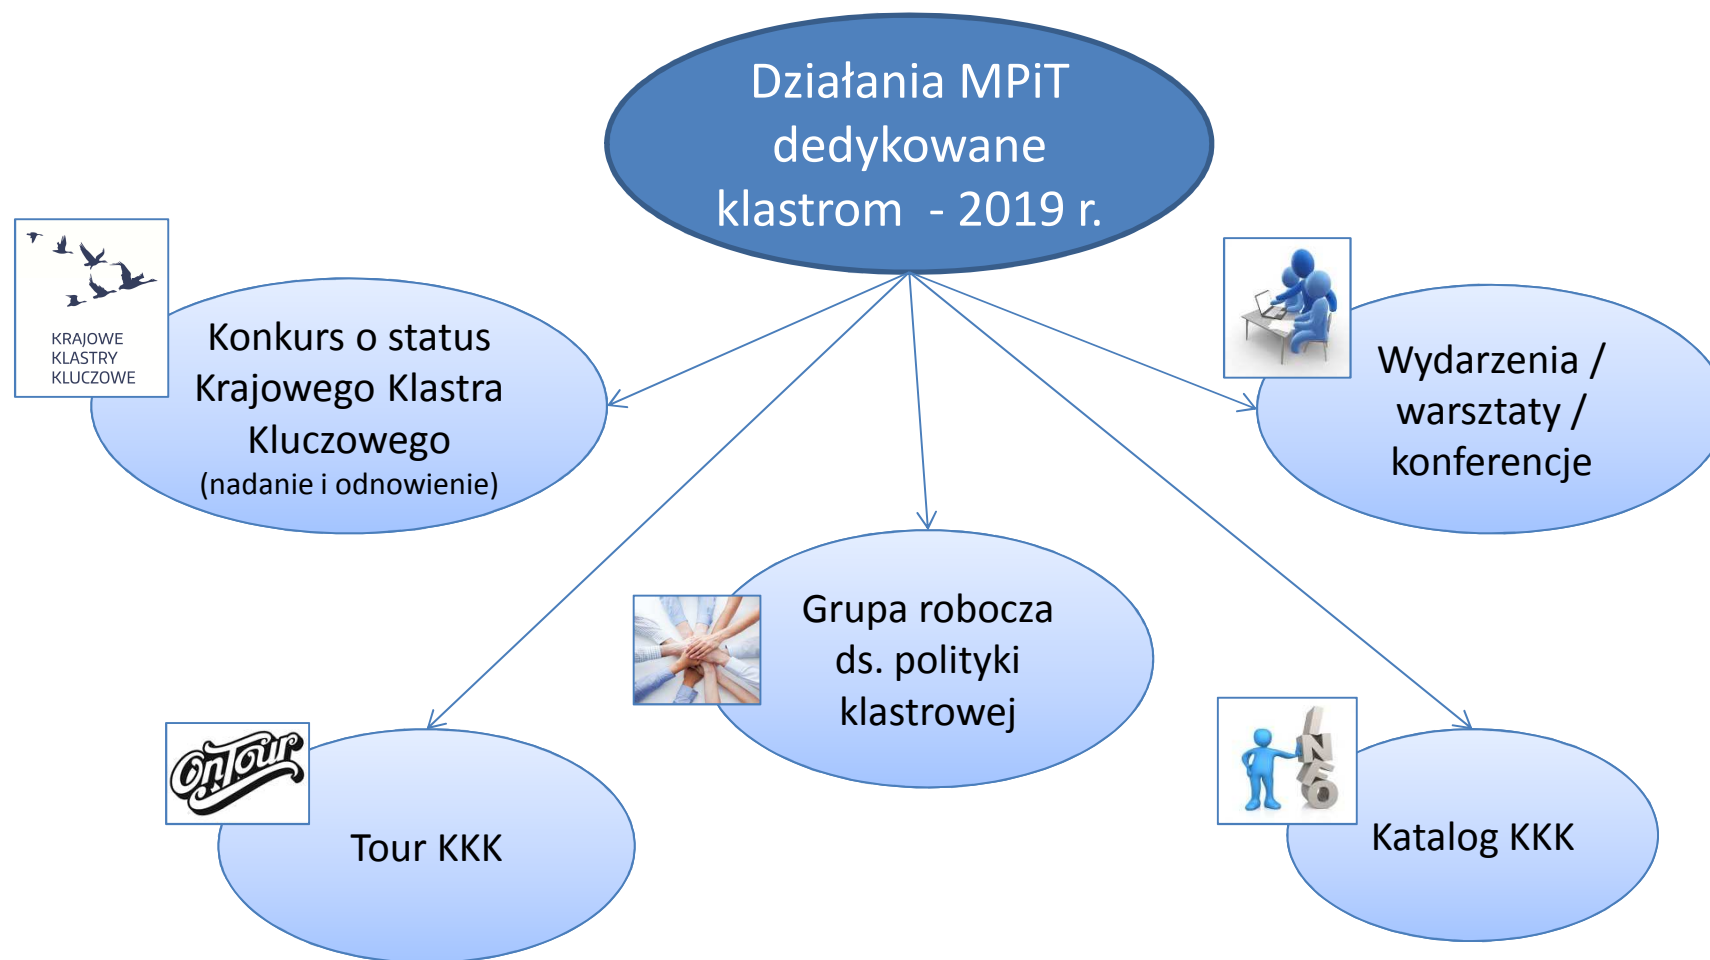 Działania MPiT
dedykowane
klastrom - 2019 r.
KRAJOWE
KLASTRY
KLUCZOWE
Konkurs o status
Krajowego Klastra
Kluczowego
(nadanie i odnowienie)
Wydarzenia /
warsztaty /
konferencje
Grupa robocza
ds. polityki
klastrowej
OnTour
Tour KKK
INFO
Katalog KKK